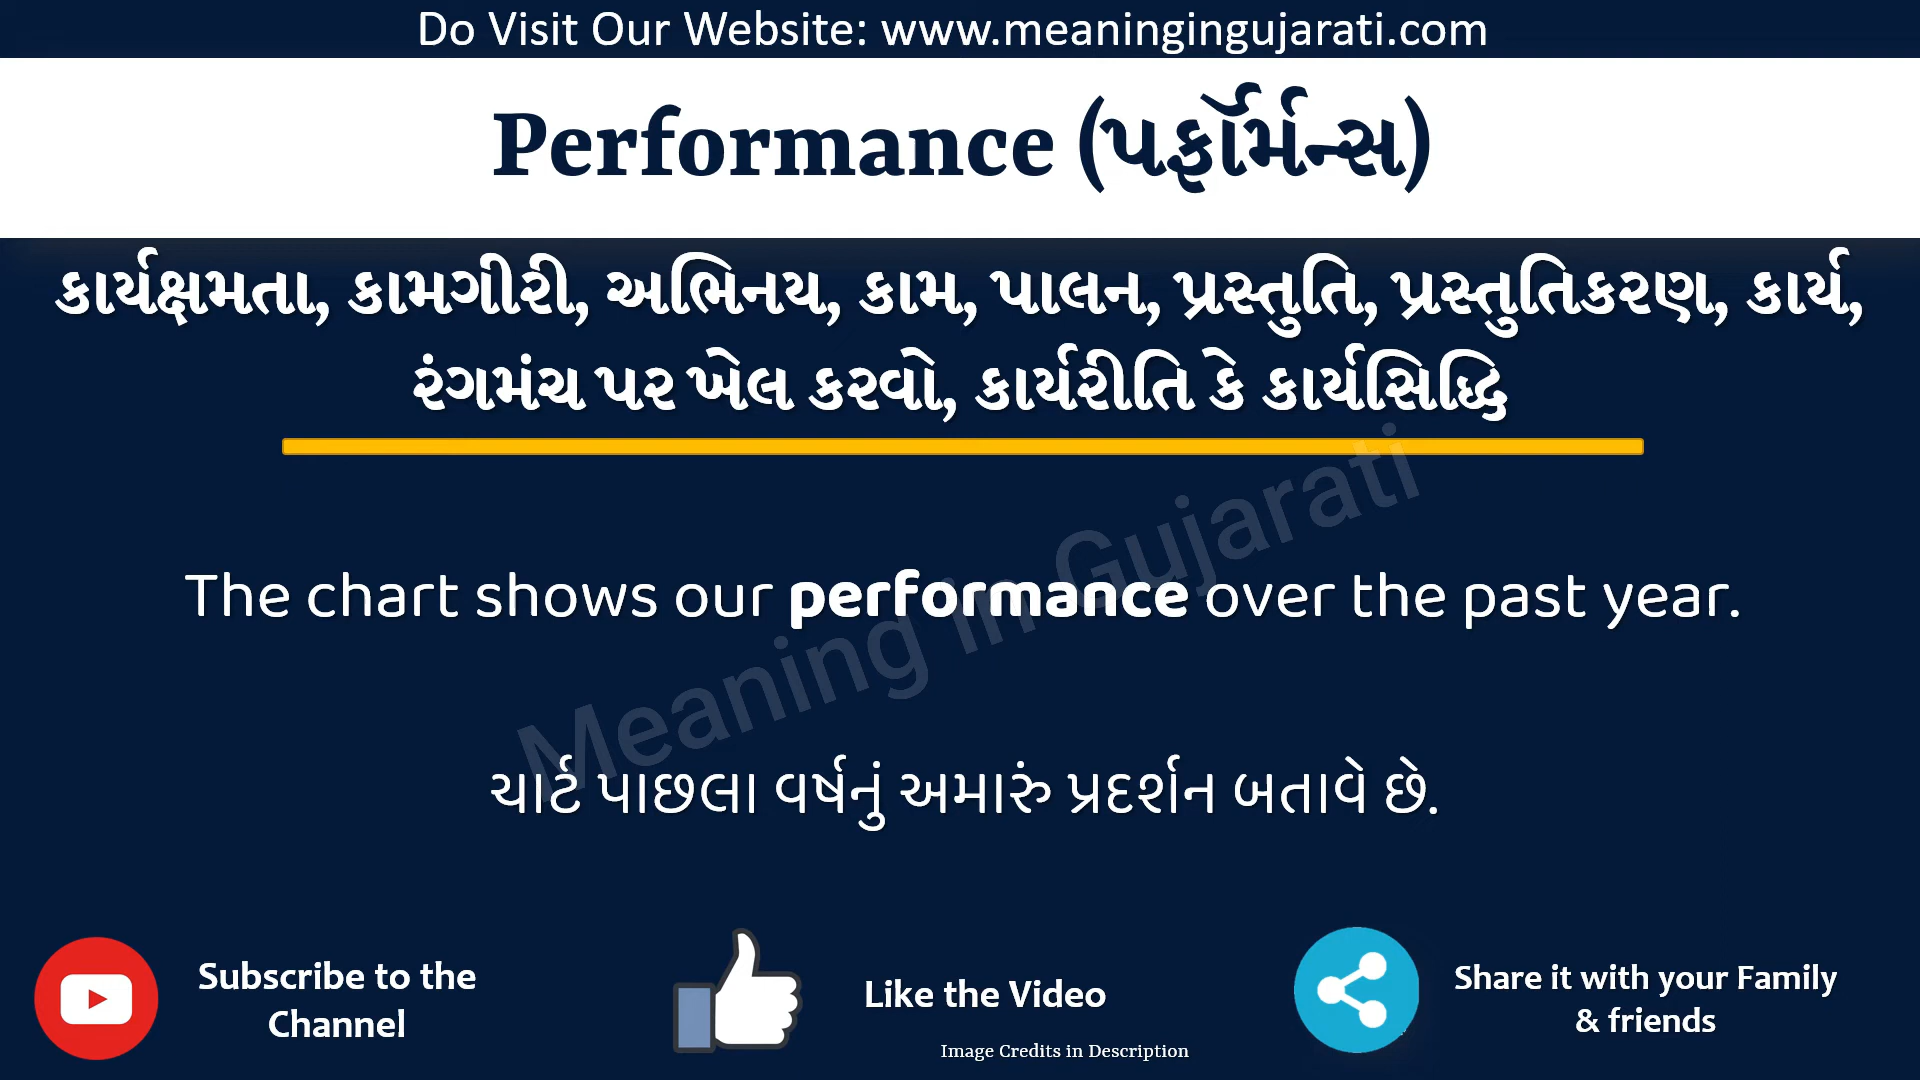 Do Visit Our Website: www.meaningingujarati.com
Performance (પર્ફોર્મન્સ)
કાર્યક્ષમતા, કામગીરી, અભિનય, કામ, પાલન, પ્રસ્તુતિ, પ્રસ્તુતિકરણ, કાર્ય,
રંગમંચ પર ખેલ કરવો, કાર્યરીતિ કે કાર્યસિદ્ધિ
Meaning in Gujarati
The chart shows our performance over the past year.
ચાર્ટ પાછલા વર્ષનું અમારું પ્રદર્શન બતાવે છે.
Subscribe to the
Channel
Like the Video
Share it with your Family
& friends
Image Credits in Description